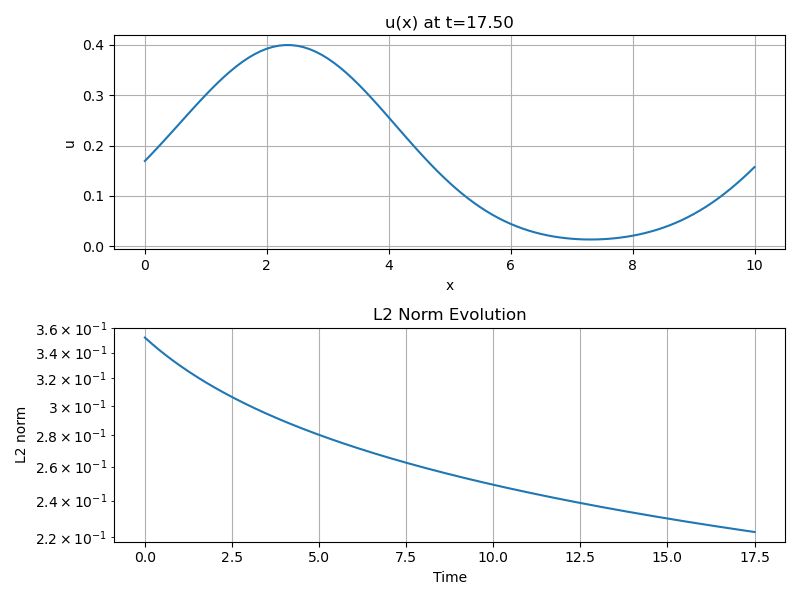 u(x) at t=17.50
0.4
0.3
0.2
0.1
0.0
u
0 2 4 6 8 10
x
L2 Norm Evolution
3.6 × 10⁻¹
3.4 × 10⁻¹
3.2 × 10⁻¹
3 × 10⁻¹
2.8 × 10⁻¹
2.6 × 10⁻¹
2.4 × 10⁻¹
2.2 × 10⁻¹
L2 norm
0.0 2.5 5.0 7.5 10.0 12.5 15.0 17.5
Time